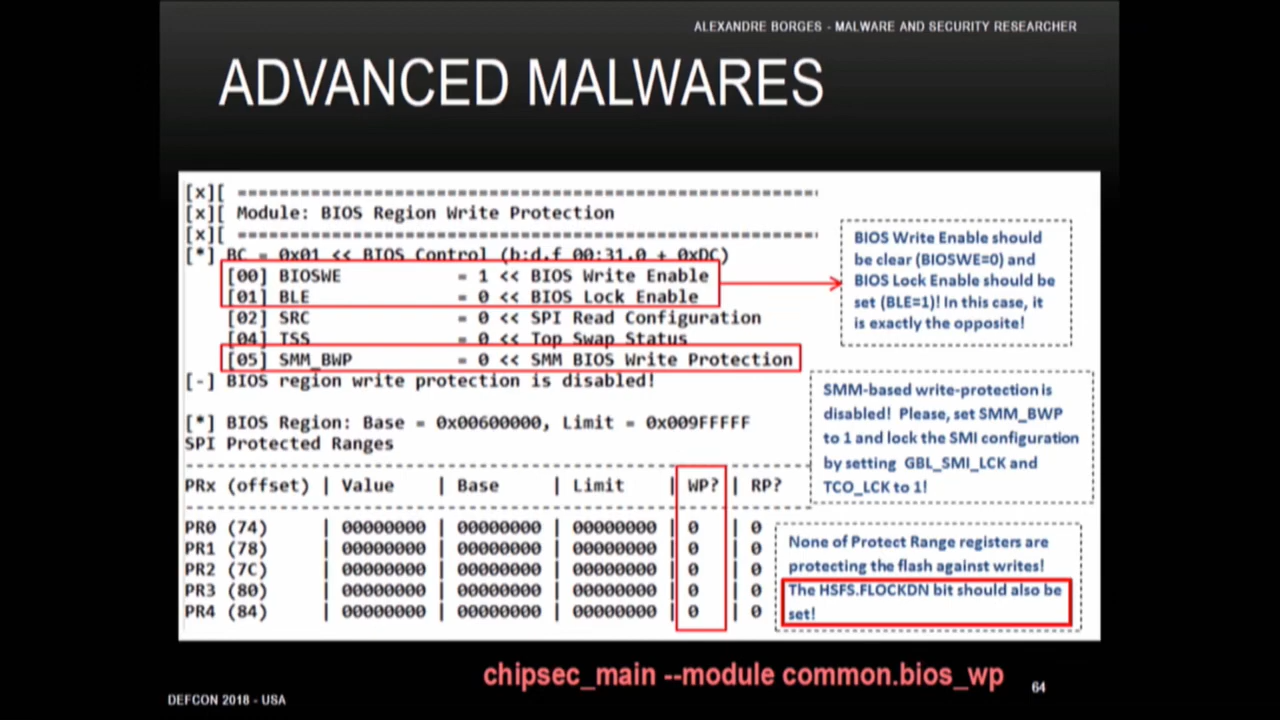 ALEXANDRE BORGES - MALWARE AND SECURITY RESEARCHER
ADVANCED MALWARES
[x][ =======================================================
[x][ Module: BIOS Region Write Protection
[x][ =======================================================
[*] BC = 0x01 << BIOS Control (b:d.f 00:31.0 + 0xDC)
[00] BIOSWE = 1 << BIOS Write Enable
[01] BLE = 0 << BIOS Lock Enable
[02] SRC = 0 << SPI Read Configuration
[04] TSS = 0 << Top Swap Status
[05] SMM_BWP = 0 << SMM BIOS Write Protection
[-] BIOS region write protection is disabled!
[*] BIOS Region: Base = 0x00600000, Limit = 0x009FFFFF
SPI Protected Ranges
------------------------------------------------------------
PRx (offset) | Value | Base | Limit | WP? | RP?
------------------------------------------------------------
PR0 (74) | 00000000 | 00000000 | 00000000 | 0 | 0
PR1 (78) | 00000000 | 00000000 | 00000000 | 0 | 0
PR2 (7C) | 00000000 | 00000000 | 00000000 | 0 | 0
PR3 (80) | 00000000 | 00000000 | 00000000 | 0 | 0
PR4 (84) | 00000000 | 00000000 | 00000000 | 0 | 0
BIOS Write Enable should
be clear (BIOSWE=0) and
BIOS Lock Enable should be
set (BLE=1)! In this case, it
is exactly the opposite!
SMM-based write-protection is
disabled! Please, set SMM_BWP
to 1 and lock the SMI configuration
by setting GBL_SMI_LCK and
TCO_LCK to 1!
None of Protect Range registers are
protecting the flash against writes!
The HSFS.FLOCKDN bit should also be
set!
chipsec_main --module common.bios_wp
DEFCON 2018 - USA
64